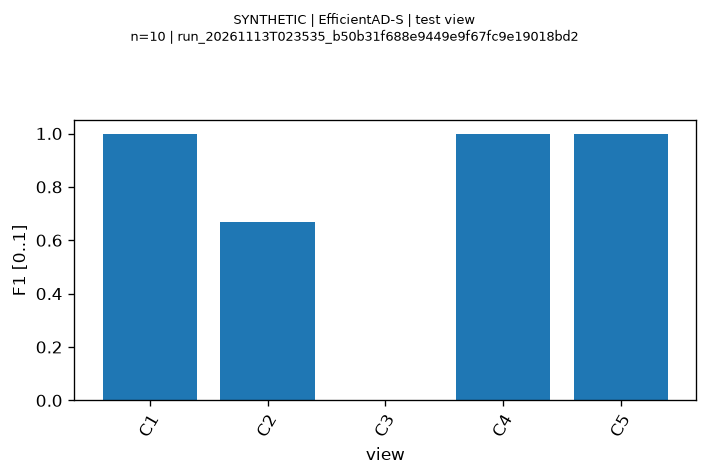 SYNTHETIC | EfficientAD-S | test view
n=10 | run_20261113T023535_b50b31f688e9449e9f67fc9e19018bd2
1.0
0.8
0.6
0.4
0.2
0.0
F1 [0..1]
C1
C2
C3
C4
C5
view